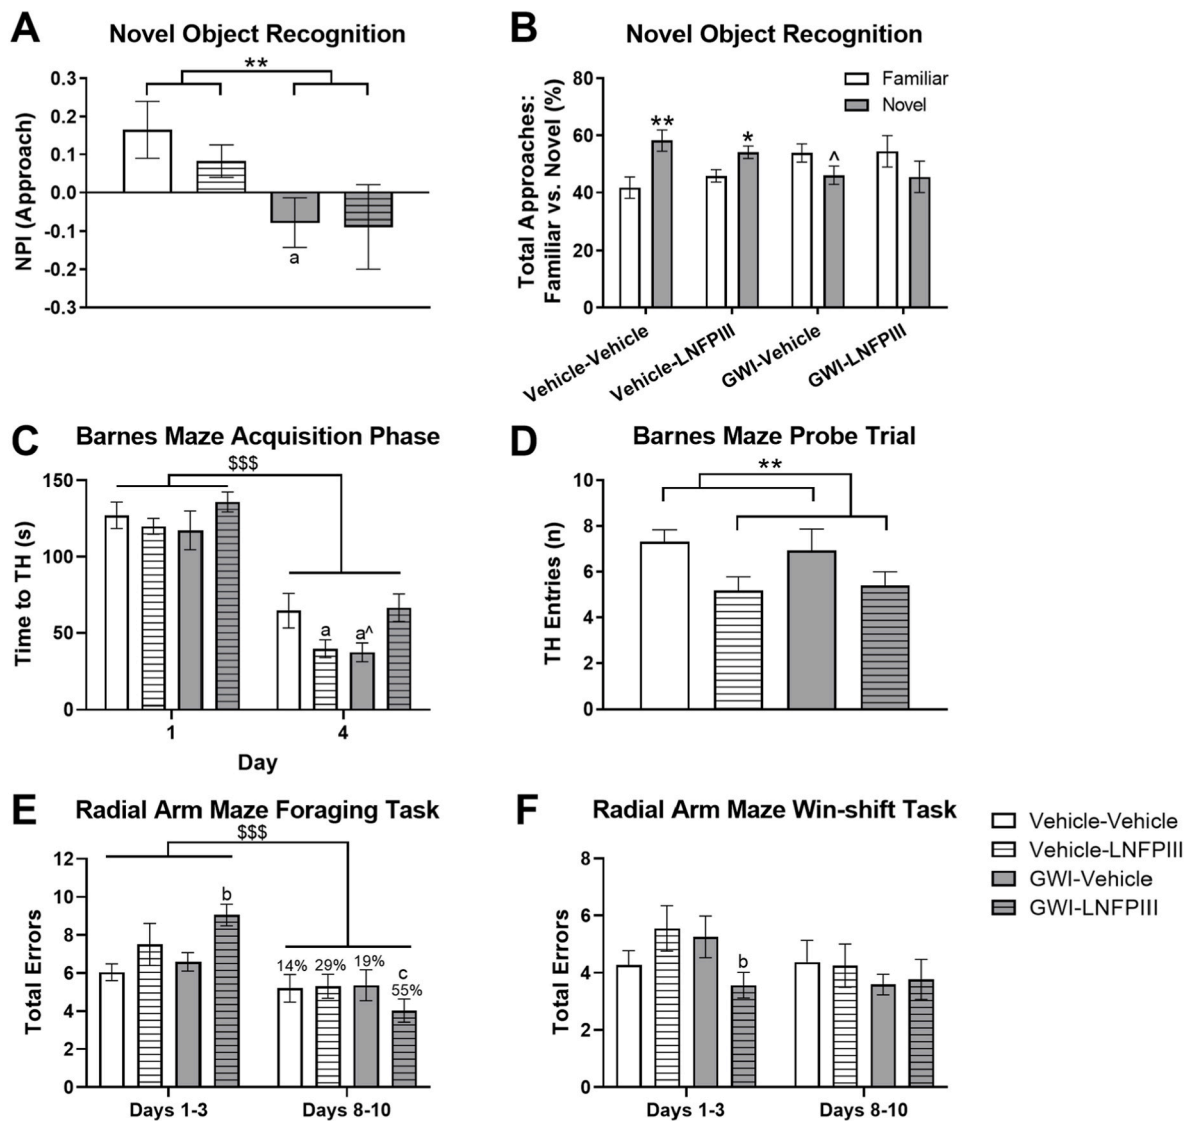 A
Novel Object Recognition
**
NPI (Approach)
0.3
0.2
0.1
0.0
-0.1
-0.2
-0.3
a
B
Novel Object Recognition
Total Approaches:
Familiar vs. Novel (%)
80
60
40
20
0
Familiar
Novel
**
*
^
Vehicle-Vehicle
Vehicle-LNFPIII
GWI-Vehicle
GWI-LNFPIII
C
Barnes Maze Acquisition Phase
$$$
Time to TH (s)
150
100
50
0
a
a^
1
4
Day
D
Barnes Maze Probe Trial
**
TH Entries (n)
10
8
6
4
2
0
E
Radial Arm Maze Foraging Task
$$$
Total Errors
12
10
8
6
4
2
0
b
14%
29%
19%
c
55%
Days 1-3
Days 8-10
F
Radial Arm Maze Win-shift Task
Total Errors
8
6
4
2
0
b
Days 1-3
Days 8-10
Vehicle-Vehicle
Vehicle-LNFPIII
GWI-Vehicle
GWI-LNFPIII